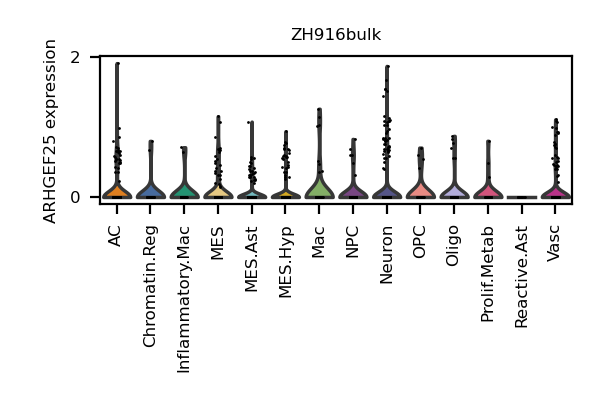 ZH916bulk
ARHGEF25 expression
2
0
AC
Chromatin.Reg
Inflammatory.Mac
MES
MES.Ast
MES.Hyp
Mac
NPC
Neuron
OPC
Oligo
Prolif.Metab
Reactive.Ast
Vasc